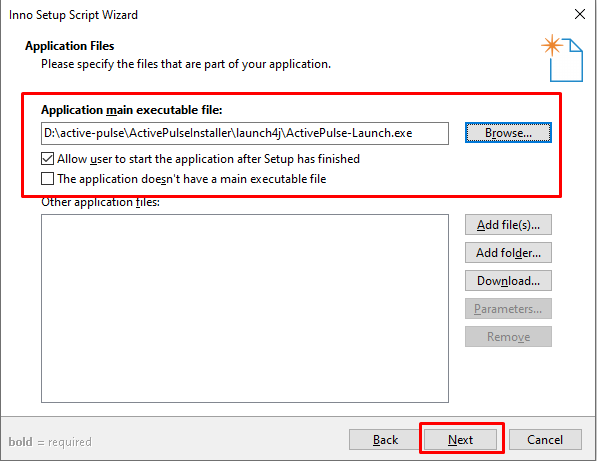 Inno Setup Script Wizard
Application Files
Please specify the files that are part of your application.
Application main executable file:
D:\active-pulse\ActivePulseInstaller\launch4j\ActivePulse-Launch.exe
Browse...
Allow user to start the application after Setup has finished
The application doesn't have a main executable file
Other application files:
Add file(s)...
Add folder...
Download...
Parameters...
Remove
bold = required
Back
Next
Cancel